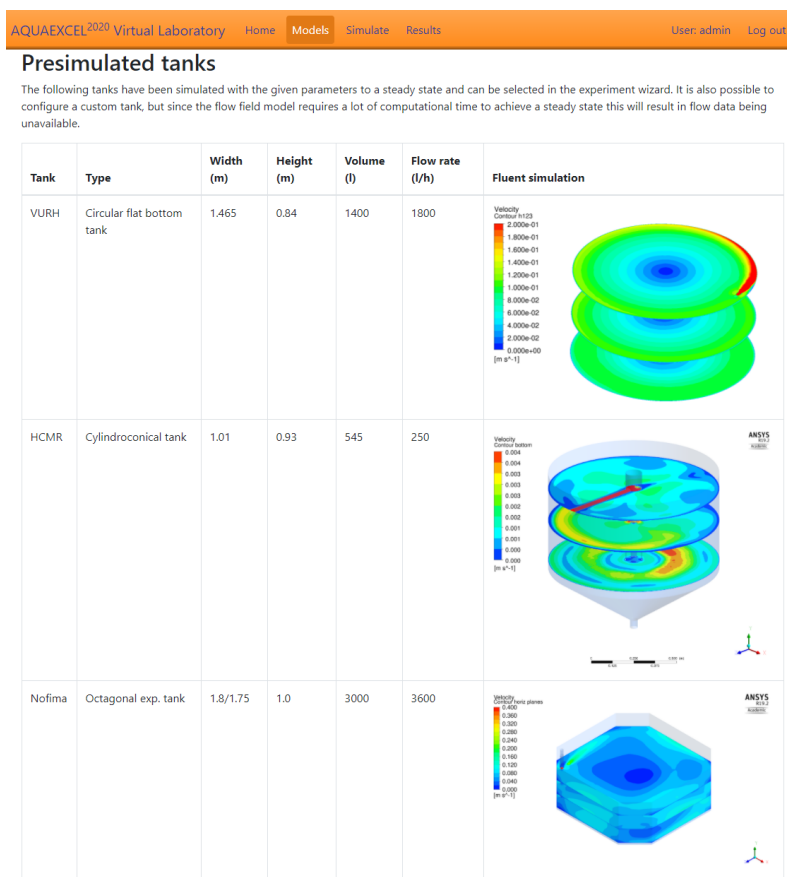 AQUAEXCEL2020 Virtual Laboratory Home Models Simulate Results User: admin Log out
Presimulated tanks
The following tanks have been simulated with the given parameters to a steady state and can be selected in the experiment wizard. It is also possible to
configure a custom tank, but since the flow field model requires a lot of computational time to achieve a steady state this will result in flow data being
unavailable.
Tank Type Width (m) Height (m) Volume (l) Flow rate (l/h) Fluent simulation
VURH Circular flat bottom tank 1.465 0.84 1400 1800
Velocity
Contour h123
2.000e-01
1.800e-01
1.600e-01
1.400e-01
1.200e-01
1.000e-01
8.000e-02
6.000e-02
4.000e-02
2.000e-02
0.000e+00
[m s^-1]
HCMR Cylindroconical tank 1.01 0.93 545 250
Velocity
Contour bottom
0.004
0.004
0.003
0.003
0.003
0.002
0.002
0.001
0.001
0.000
0.000
[m s^-1]
ANSYS
R19.2
Nofima Octagonal exp. tank 1.8/1.75 1.0 3000 3600
Velocity
Contour horiz planes
0.400
0.360
0.320
0.280
0.240
0.200
0.160
0.120
0.080
0.040
0.000
[m s^-1]
ANSYS
R19.2